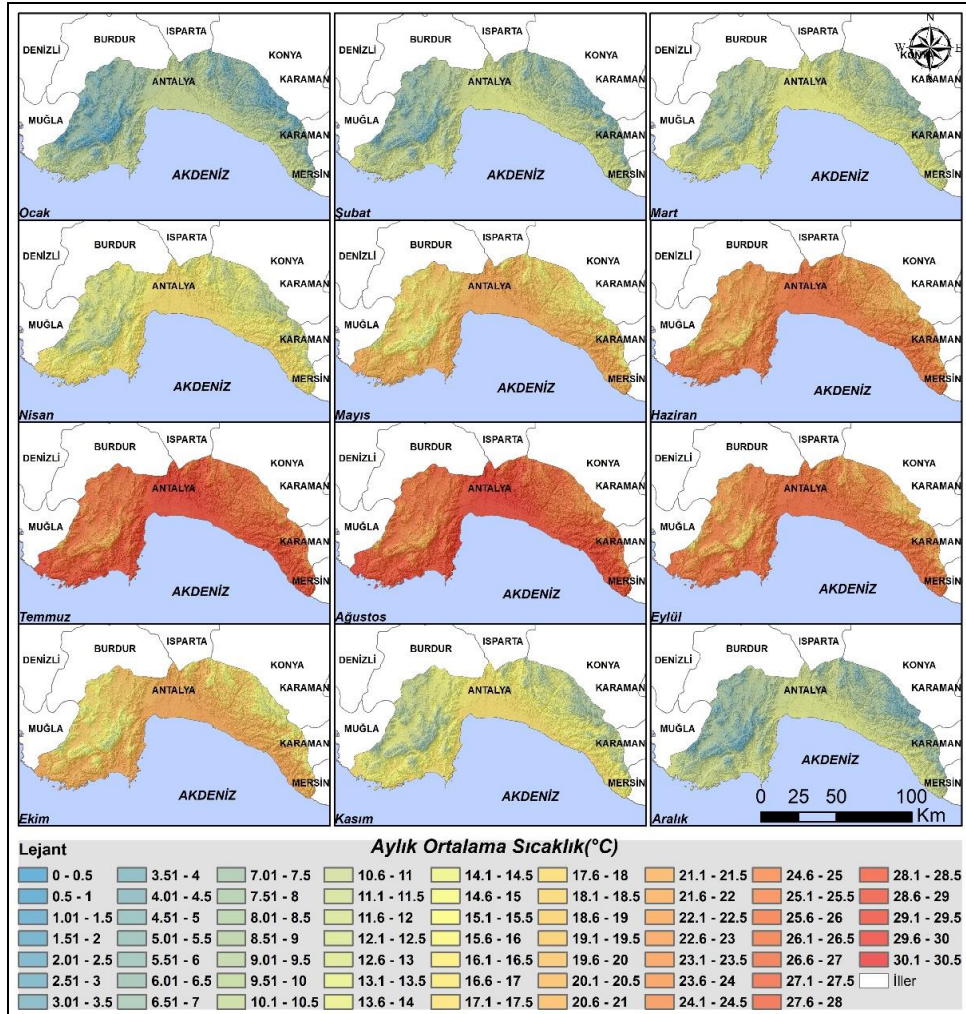 DENİZLİ BURDUR ISPARTA KONYA
ANTALYA KARAMAN
MUĞLA KARAMAN
AKDENİZ MERSİN
Ocak
DENİZLİ BURDUR ISPARTA KONYA
ANTALYA KARAMAN
MUĞLA KARAMAN
AKDENİZ MERSİN
Şubat
N
W E
S
DENİZLİ BURDUR ISPARTA KONYA
ANTALYA KARAMAN
MUĞLA KARAMAN
AKDENİZ MERSİN
Mart
DENİZLİ BURDUR ISPARTA KONYA
ANTALYA
MUĞLA KARAMAN
AKDENİZ MERSİN
Nisan
DENİZLİ BURDUR ISPARTA KONYA
ANTALYA
MUĞLA KARAMAN
AKDENİZ MERSİN
Mayıs
DENİZLİ BURDUR ISPARTA KONYA
ANTALYA
MUĞLA KARAMAN
AKDENİZ MERSİN
Haziran
DENİZLİ BURDUR ISPARTA KONYA
ANTALYA KARAMAN
MUĞLA KARAMAN
AKDENİZ MERSİN
Temmuz
DENİZLİ BURDUR ISPARTA KONYA
ANTALYA KARAMAN
MUĞLA KARAMAN
AKDENİZ MERSİN
Ağustos
DENİZLİ BURDUR ISPARTA KONYA
ANTALYA KARAMAN
MUĞLA KARAMAN
AKDENİZ MERSİN
Eylül
DENİZLİ BURDUR ISPARTA KONYA
ANTALYA KARAMAN
MUĞLA KARAMAN
AKDENİZ MERSİN
Ekim
DENİZLİ BURDUR ISPARTA KONYA
ANTALYA KARAMAN
MUĞLA KARAMAN
AKDENİZ MERSİN
Kasım
DENİZLİ BURDUR ISPARTA KONYA
ANTALYA KARAMAN
MUĞLA KARAMAN
AKDENİZ MERSİN
0 25 50 100
Km
Aralık
Lejant Aylık Ortalama Sıcaklık(°C)
0 - 0.5 3.51 - 4 7.01 - 7.5 10.6 - 11 14.1 - 14.5 17.6 - 18 21.1 - 21.5 24.6 - 25 28.1 - 28.5
0.5 - 1 4.01 - 4.5 7.51 - 8 11.1 - 11.5 14.6 - 15 18.1 - 18.5 21.6 - 22 25.1 - 25.5 28.6 - 29
1.01 - 1.5 4.51 - 5 8.01 - 8.5 11.6 - 12 15.1 - 15.5 18.6 - 19 22.1 - 22.5 25.6 - 26 29.1 - 29.5
1.51 - 2 5.01 - 5.5 8.51 - 9 12.1 - 12.5 15.6 - 16 19.1 - 19.5 22.6 - 23 26.1 - 26.5 29.6 - 30
2.01 - 2.5 5.51 - 6 9.01 - 9.5 12.6 - 13 16.1 - 16.5 19.6 - 20 23.1 - 23.5 26.6 - 27 30.1 - 30.5
2.51 - 3 6.01 - 6.5 9.51 - 10 13.1 - 13.5 16.6 - 17 20.1 - 20.5 23.6 - 24 27.1 - 27.5 İller
3.01 - 3.5 6.51 - 7 10.1 - 10.5 13.6 - 14 17.1 - 17.5 20.6 - 21 24.1 - 24.5 27.6 - 28